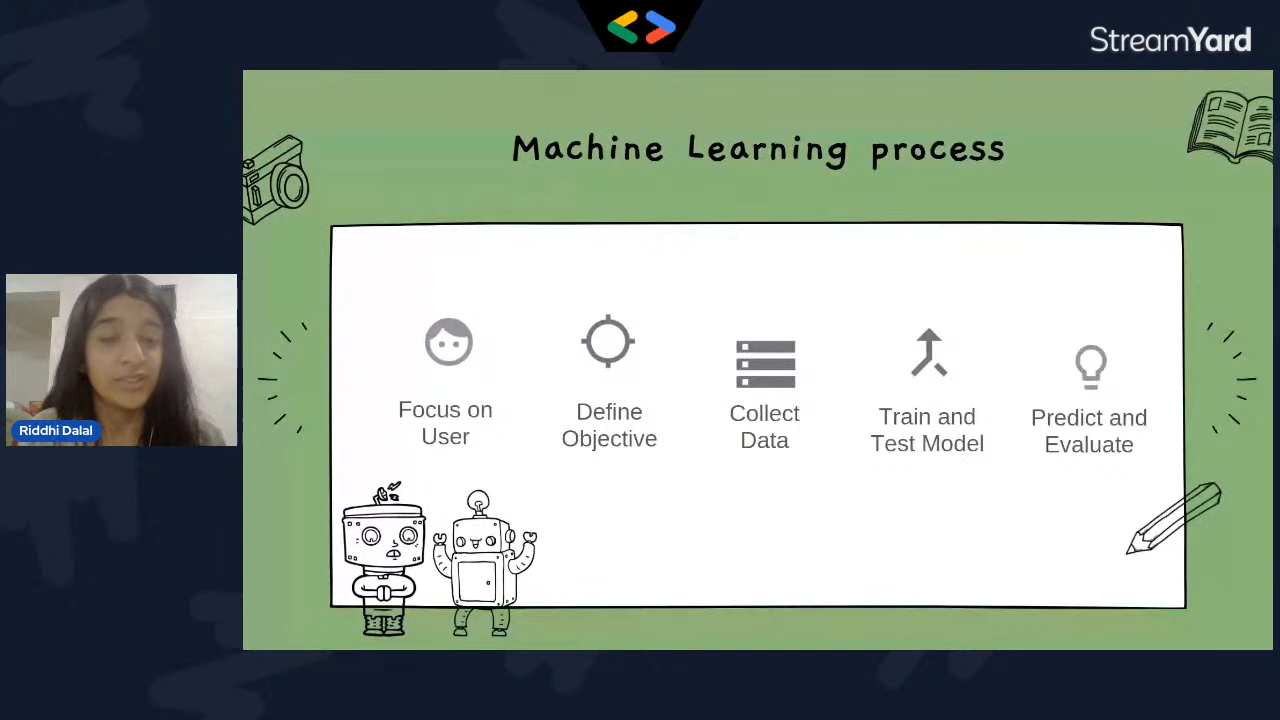 StreamYard
Machine Learning process
Focus on
User
Define
Objective
Collect
Data
Train and
Test Model
Predict and
Evaluate
Riddhi Dalal